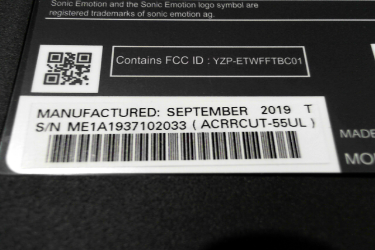 Sonic Emotion and the Sonic Emotion logo symbol are
registered trademarks of sonic emotion ag.
Contains FCC ID : YZP-ETWFFTBC01
MANUFACTURED: SEPTEMBER 2019 T
S/N ME1A1937102033 ( ACRRCUT-55UL )
MADE
MO